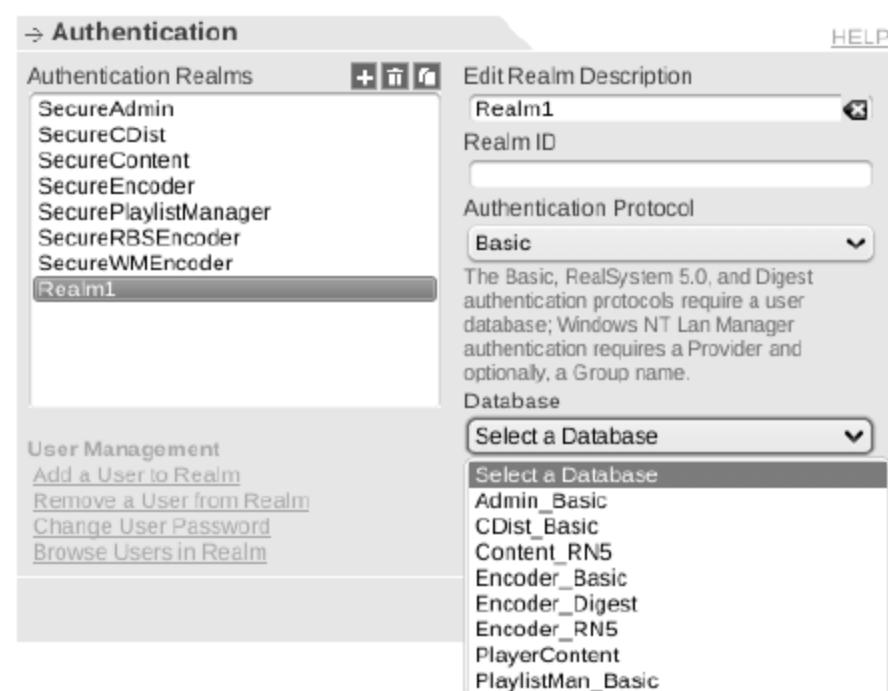 → Authentication
HELP
Authentication Realms
SecureAdmin
SecureCDist
SecureContent
SecureEncoder
SecurePlaylistManager
SecureRBSEncoder
SecureWMEncoder
Realm1
User Management
Add a User to Realm
Remove a User from Realm
Change User Password
Browse Users in Realm
Edit Realm Description
Realm1
Realm ID
Authentication Protocol
Basic
The Basic, RealSystem 5.0, and Digest
authentication protocols require a user
database; Windows NT Lan Manager
authentication requires a Provider and
optionally, a Group name.
Database
Select a Database
Select a Database
Admin_Basic
CDist_Basic
Content_RN5
Encoder_Basic
Encoder_Digest
Encoder_RN5
PlayerContent
PlaylistMan_Basic